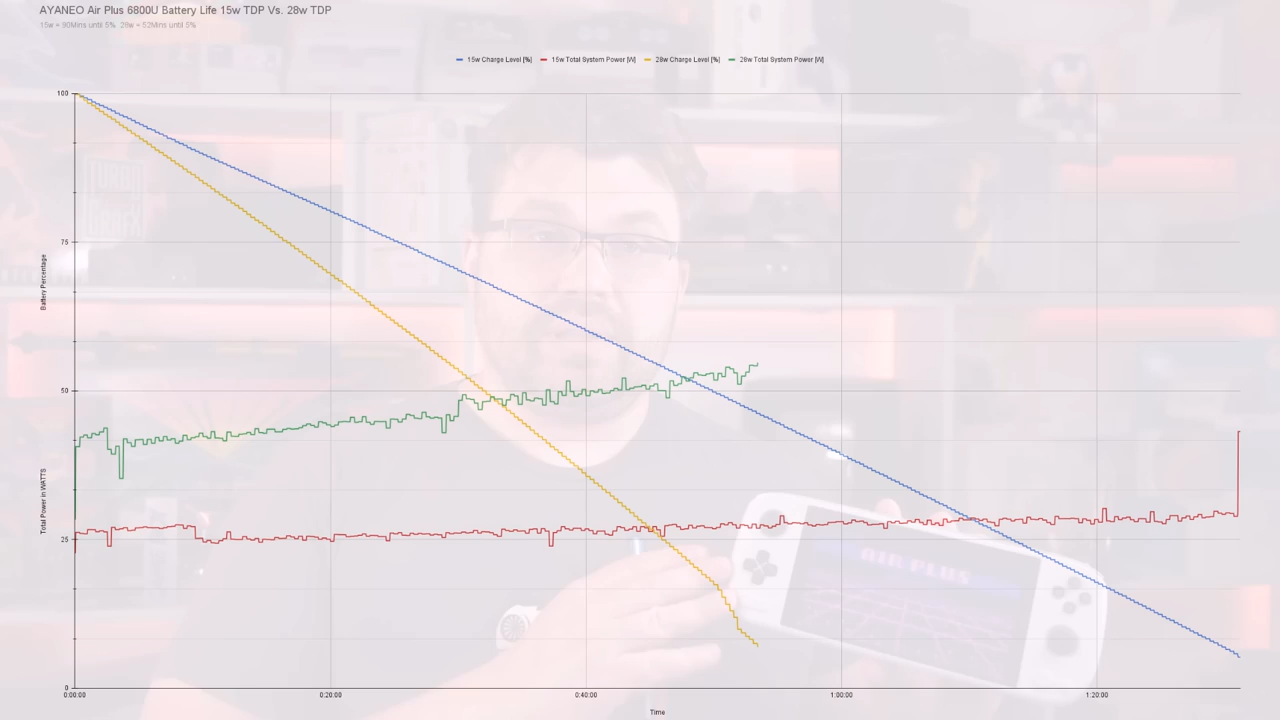 AYANEO Air Plus 6800U Battery Life 15w TDP Vs. 28w TDP
15w = 90Mins until 5%  28w = 52Mins until 5%
15w Charge Level [%]
15w Total System Power [W]
28w Charge Level [%]
28w Total System Power [W]
100
75
50
25
0
Battery Percentage
Total Power in WATTS
0:00:00
0:20:00
0:40:00
1:00:00
1:20:00
Time
AIR PLUS